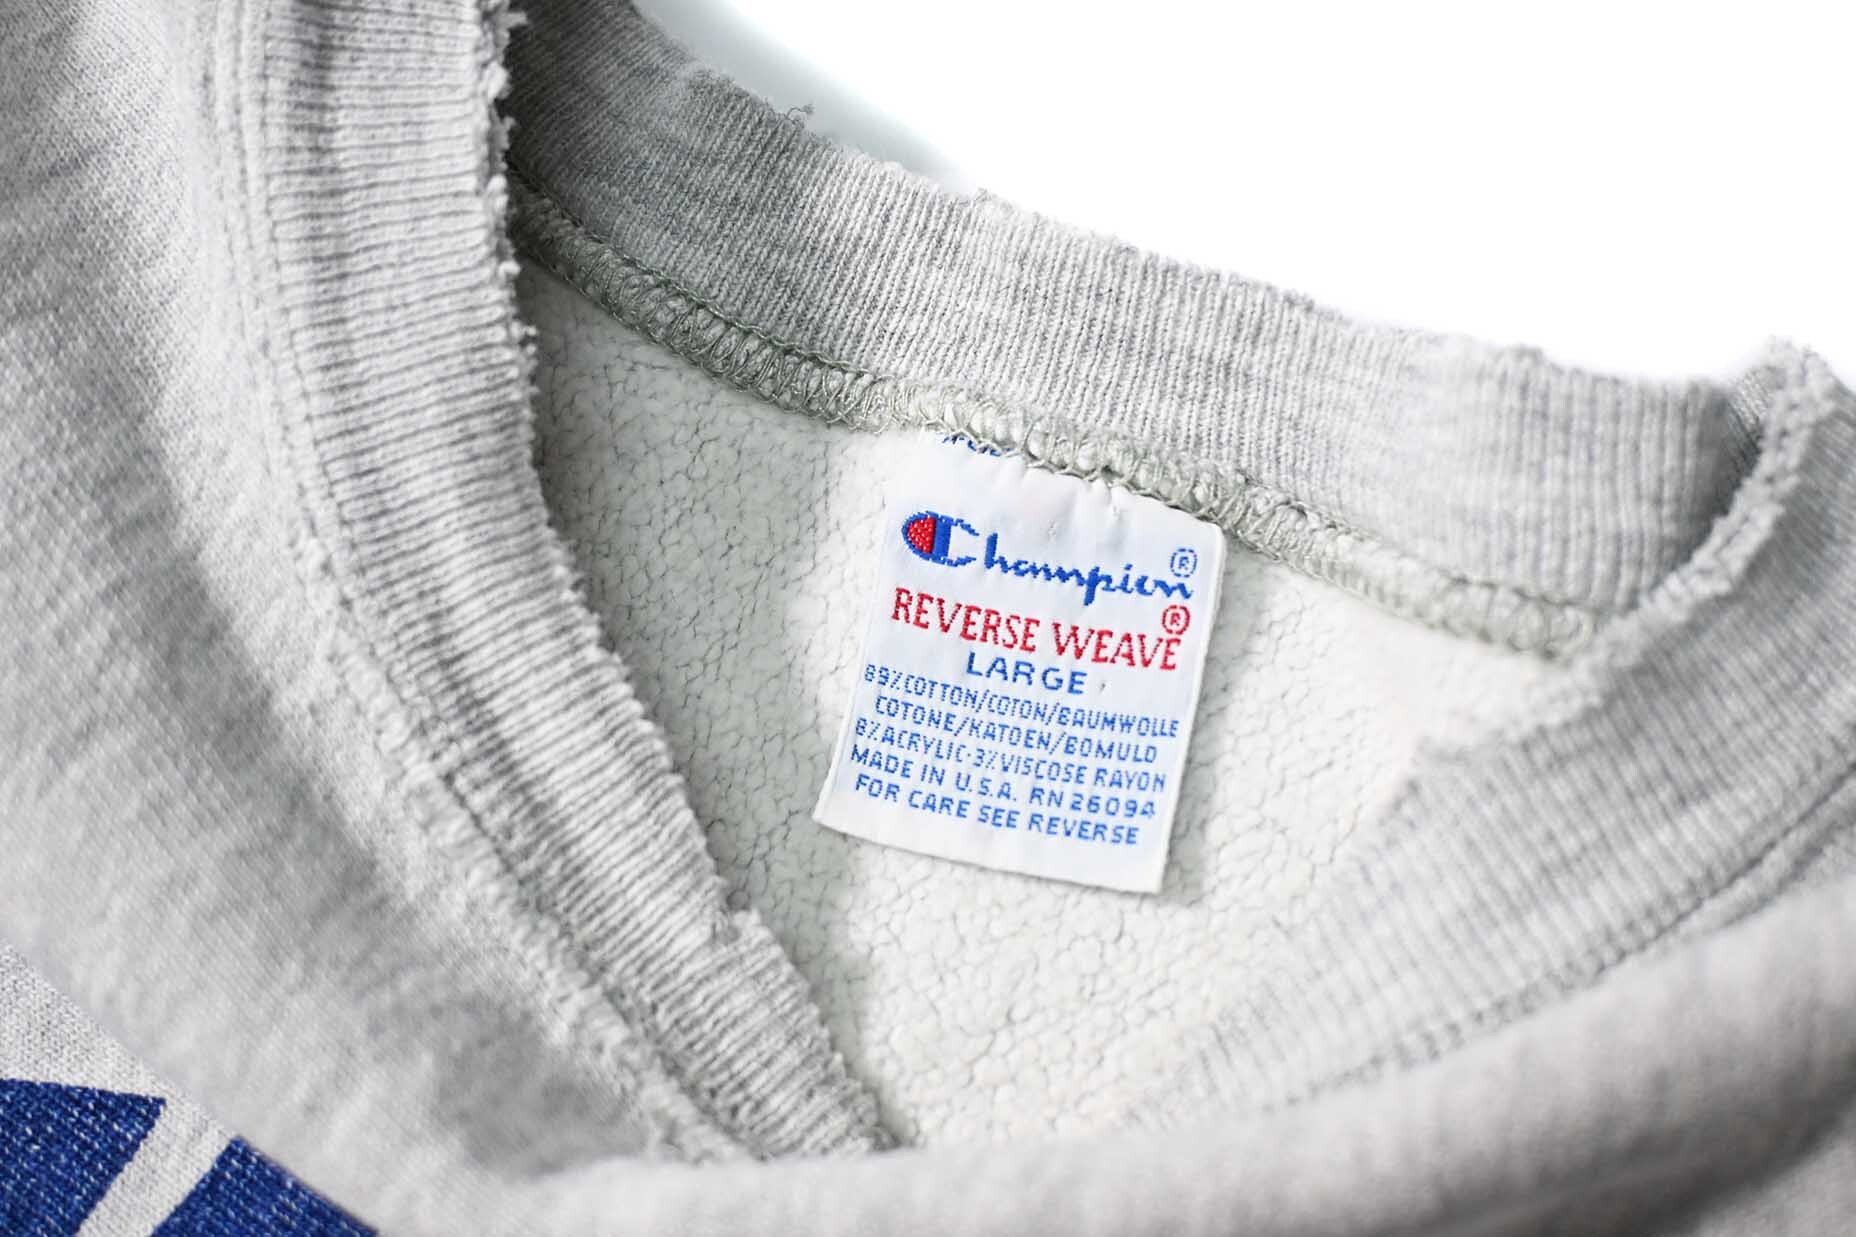 Champion®
REVERSE WEAVE®
LARGE
89% COTTON/COTON/BAUMWOLLE
COTONE/KATOEN/BOMULD
8% ACRYLIC·3% VISCOSE RAYON
MADE IN U.S.A. RN 26094
FOR CARE SEE REVERSE